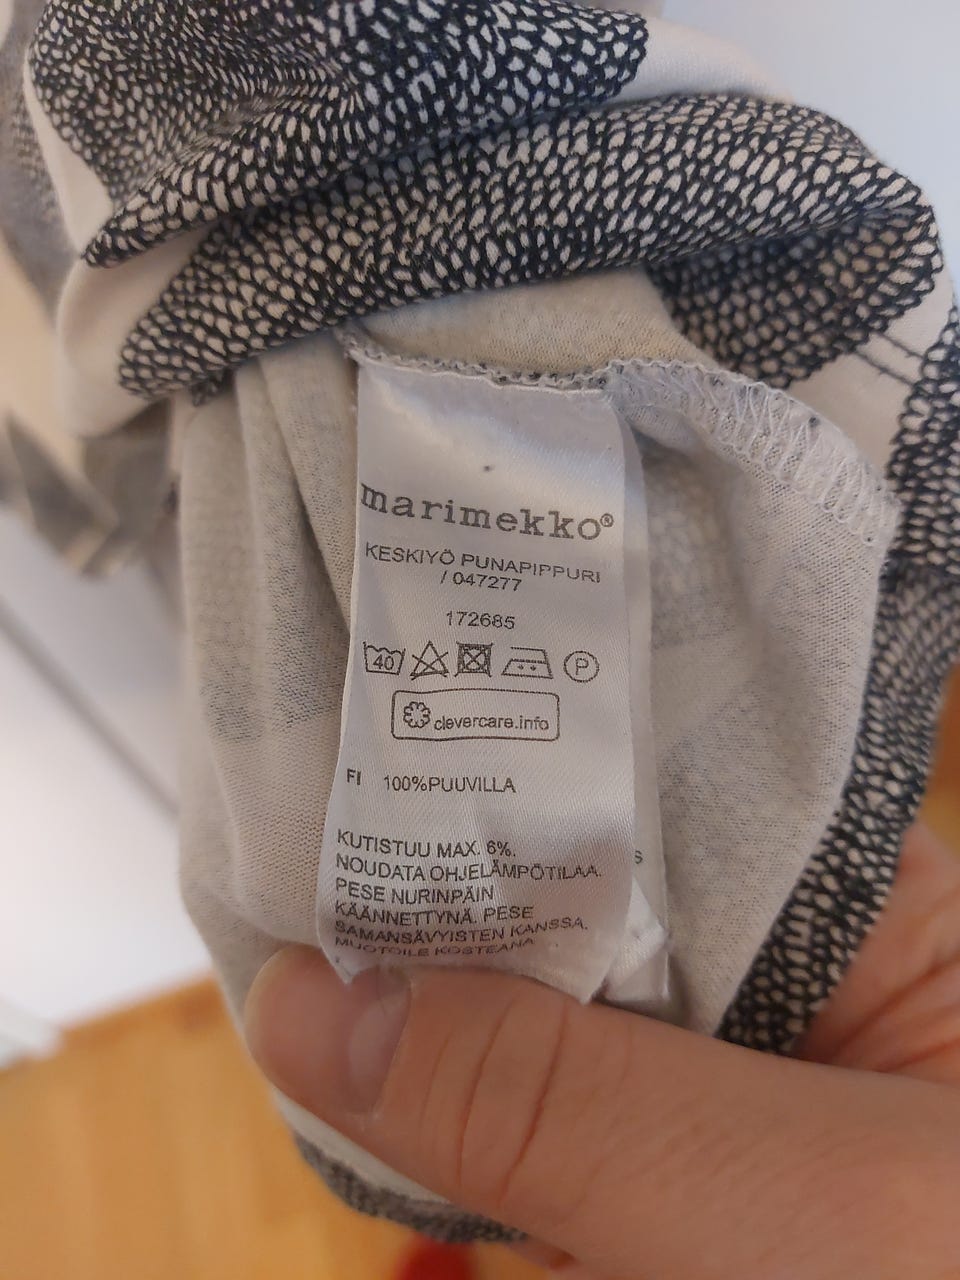 marimekko®
KESKIYÖ PUNAPIPPURI
/ 047277
172685
40 P
clevercare.info
FI 100%PUUVILLA
KUTISTUU MAX. 6%.
NOUDATA OHJELÄMPÖTILAA.
PESE NURINPÄIN
KÄÄNNETTYNÄ. PESE
SAMANSÄVYISTEN KANSSA.
MUOTOILE KOSTEANA
S